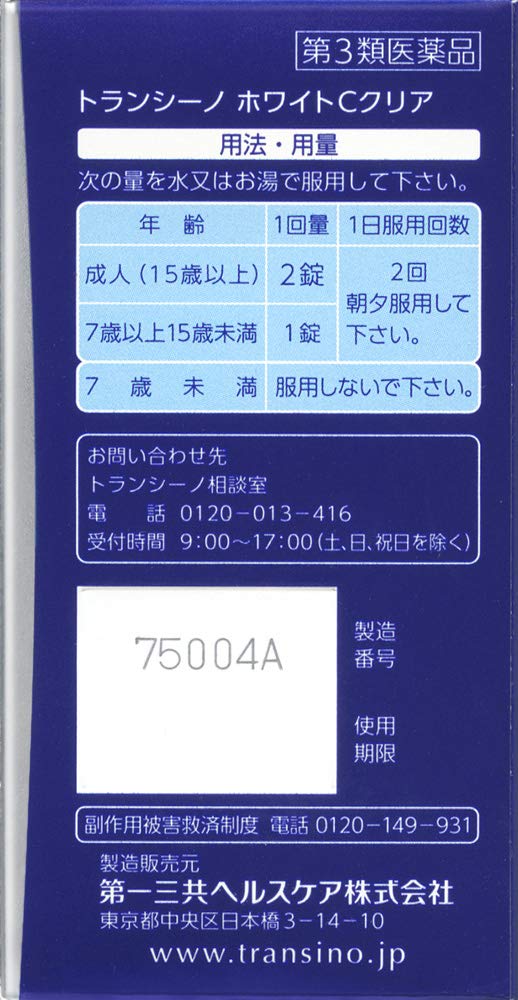 第3類医薬品
トランシーノ ホワイトCクリア
用法・用量
次の量を水又はお湯で服用して下さい。
年 齢 1回量 1日服用回数
成人(15歳以上) 2錠 2回
朝夕服用して
7歳以上15歳未満 1錠 下さい。
7 歳 未 満 服用しないで下さい。
お問い合わせ先
トランシーノ相談室
電 話 0120-013-416
受付時間 9:00〜17:00(土、日、祝日を除く)
75004A
製造
番号
使用
期限
副作用被害救済制度 電話 0120-149-931
製造販売元
第一三共ヘルスケア株式会社
東京都中央区日本橋3-14-10
www.transino.jp